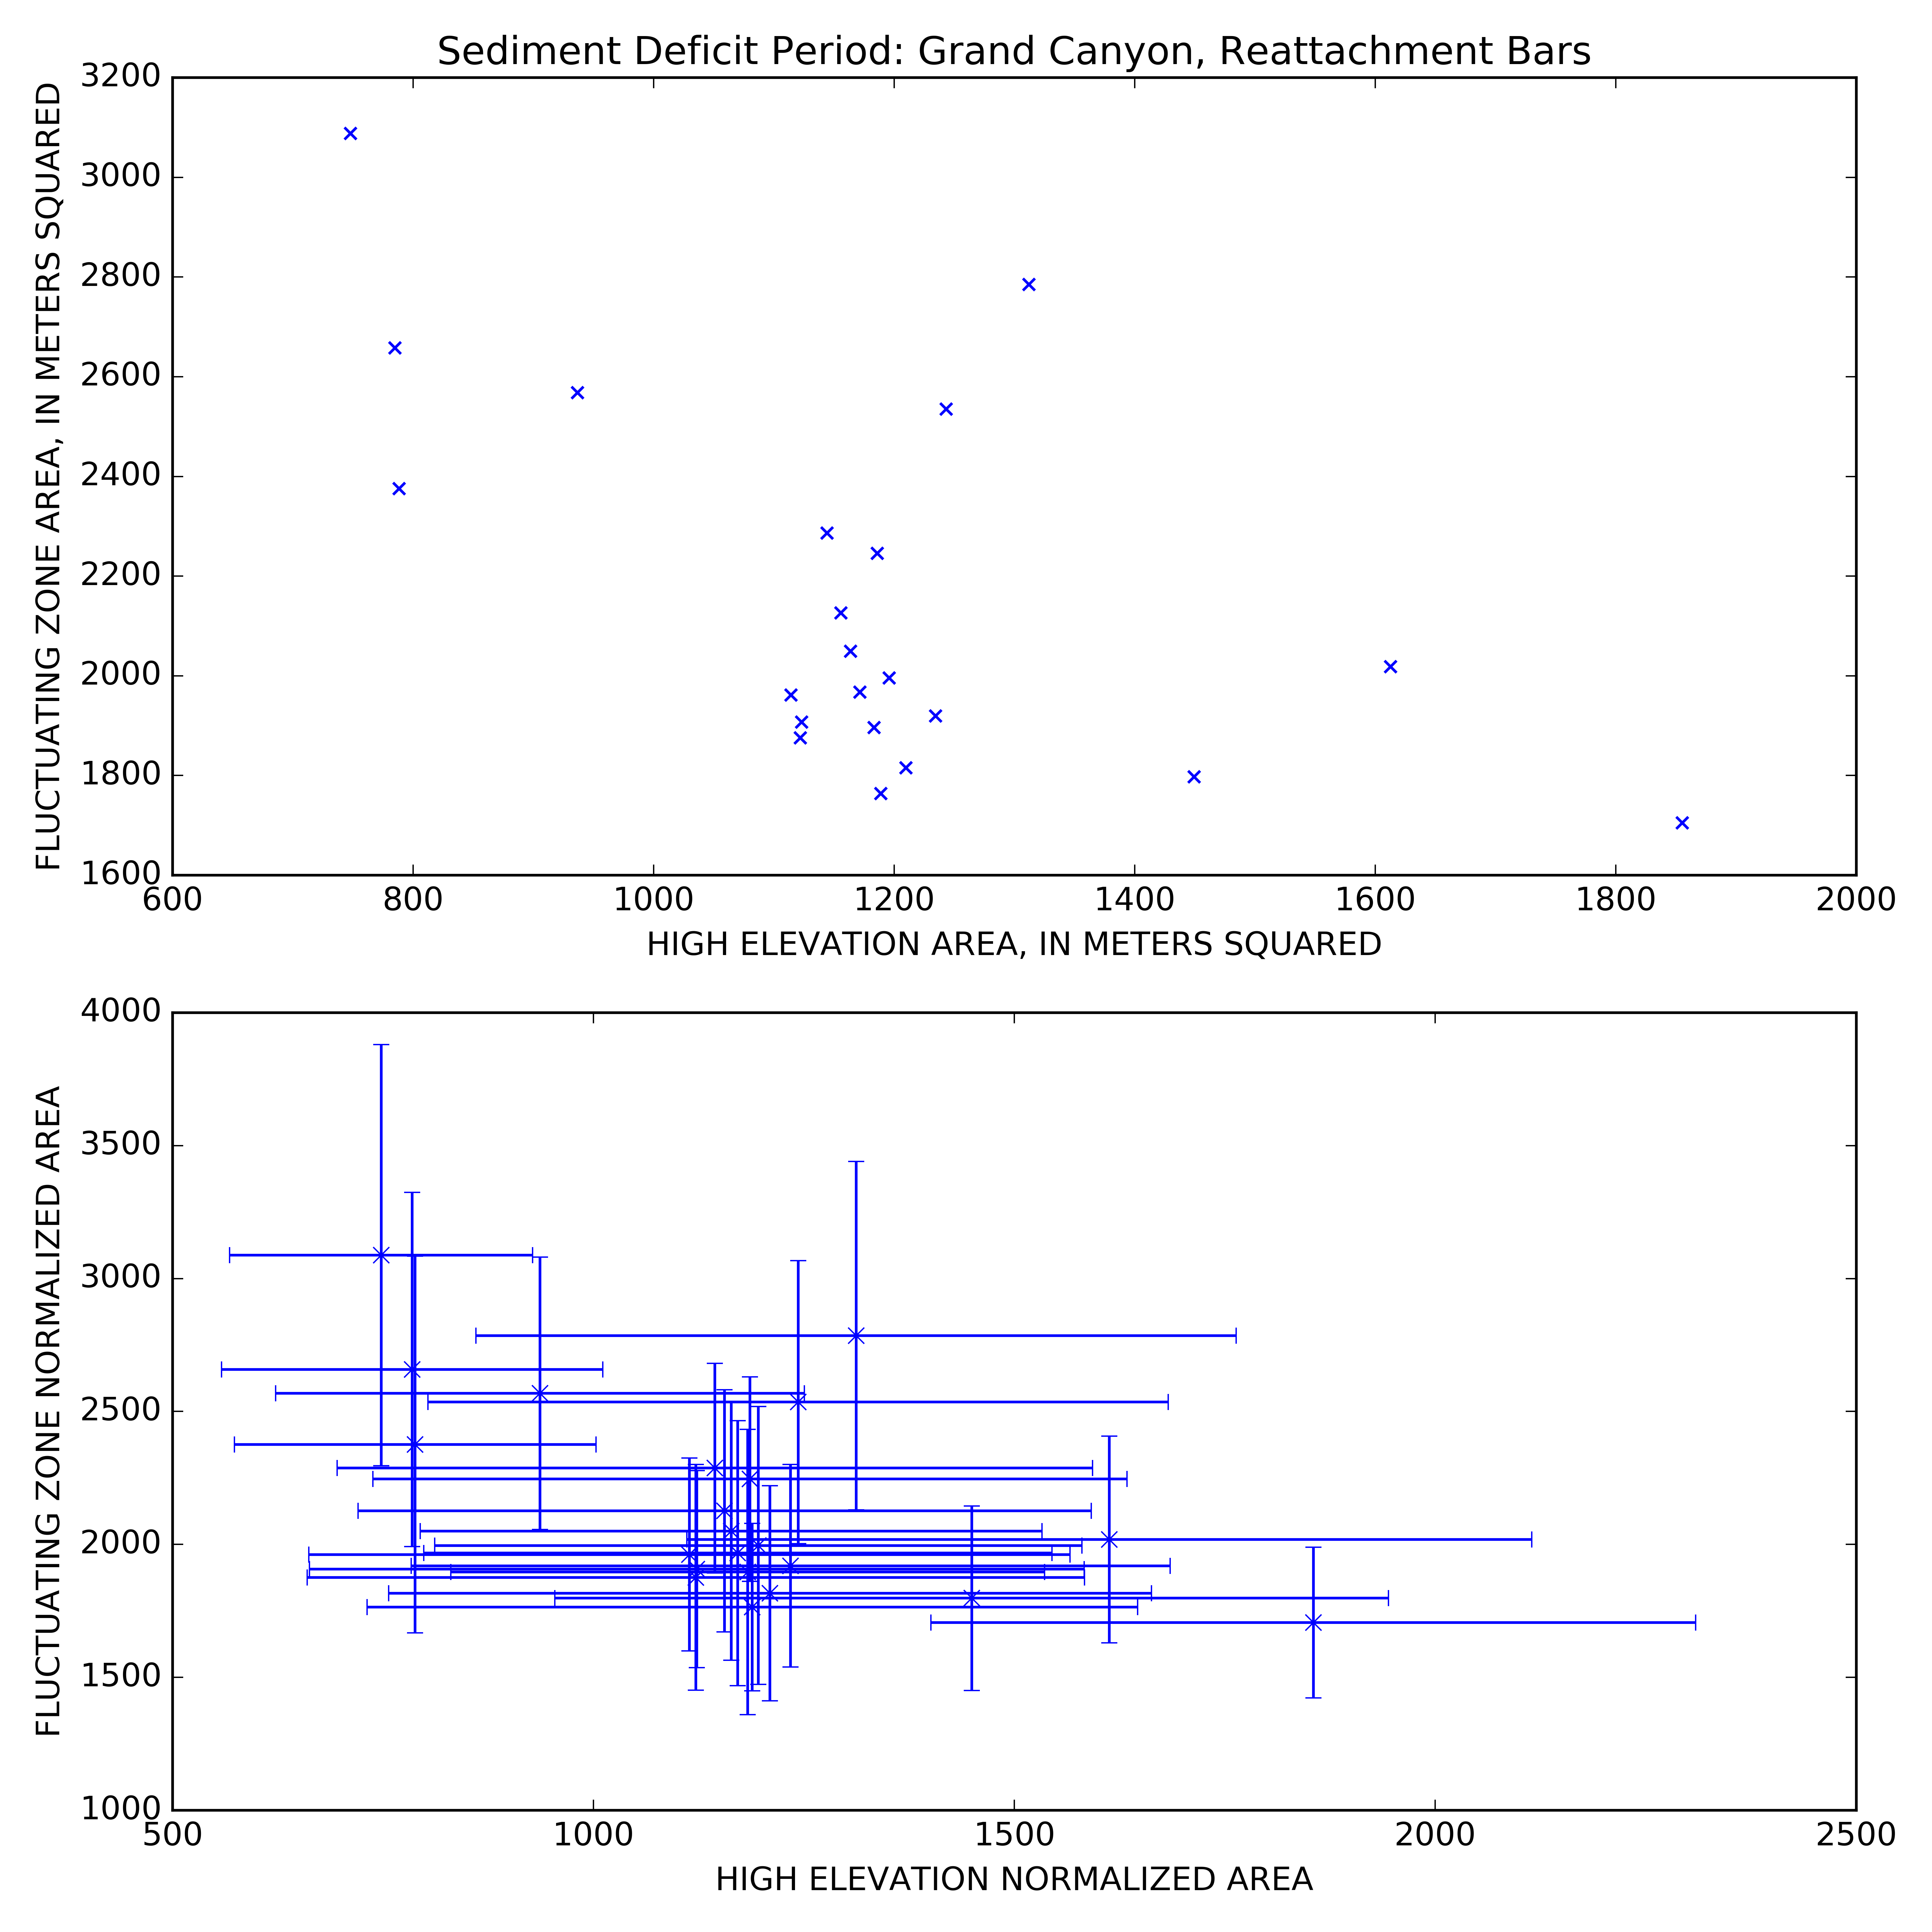 Sediment Deficit Period: Grand Canyon, Reattachment Bars
FLUCTUATING ZONE AREA, IN METERS SQUARED
3200
3000
2800
2600
2400
2200
2000
1800
1600
600 800 1000 1200 1400 1600 1800 2000
HIGH ELEVATION AREA, IN METERS SQUARED
FLUCTUATING ZONE NORMALIZED AREA
4000
3500
3000
2500
2000
1500
1000
500 1000 1500 2000 2500
HIGH ELEVATION NORMALIZED AREA